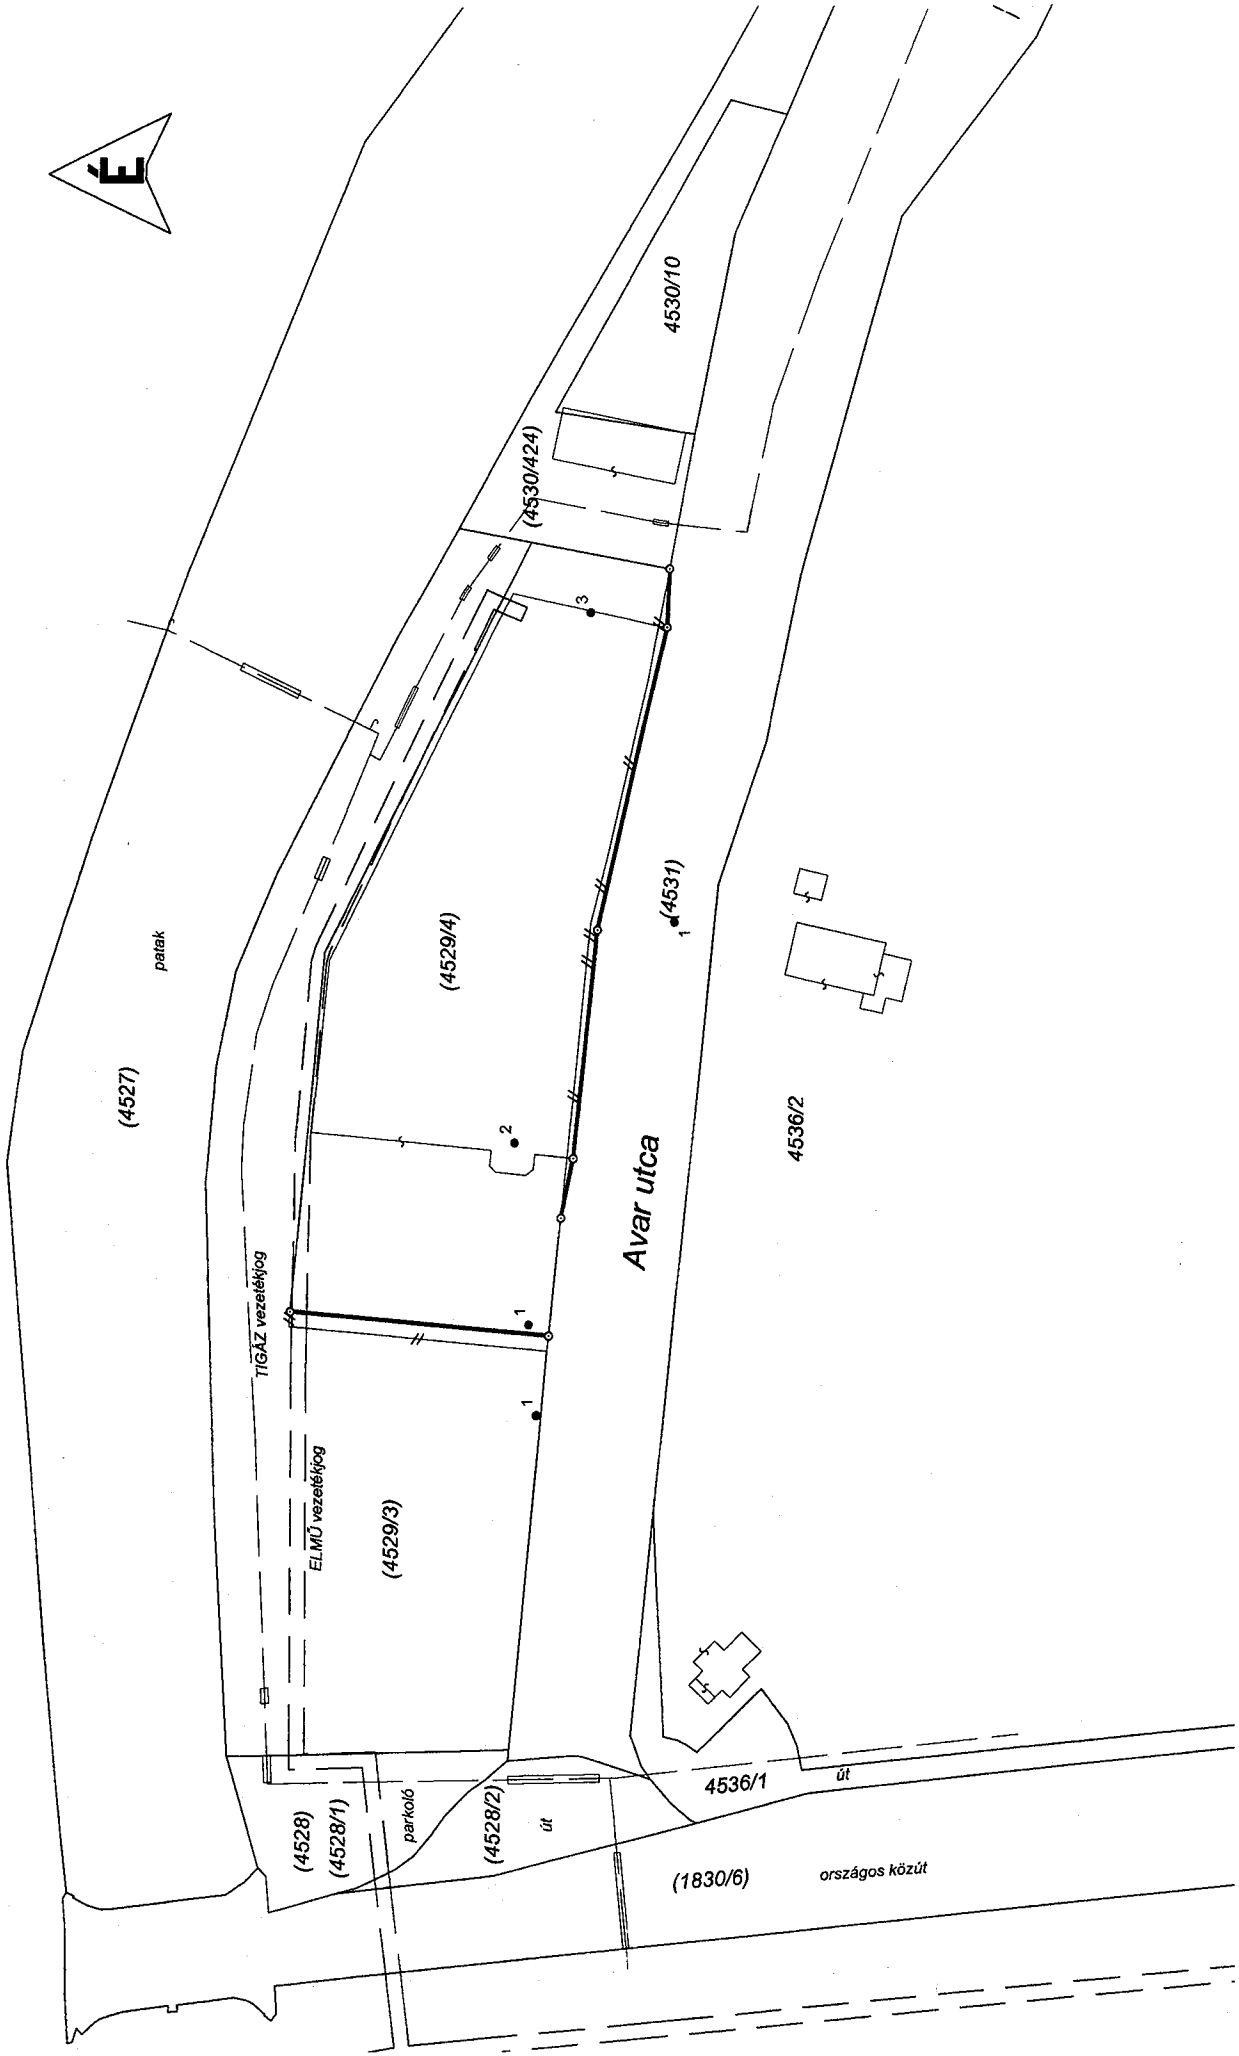 É
4530/10
(4530/424)
3
(4531)
1
(4529/4)
patak
(4527)
2
4536/2
Avar utca
TIGÁZ vezetékjog
1
1
ELMŰ vezetékjog
(4529/3)
(4528)
(4528/1)
parkoló
(4528/2)
út
4536/1
út
(1830/6)
országos közút